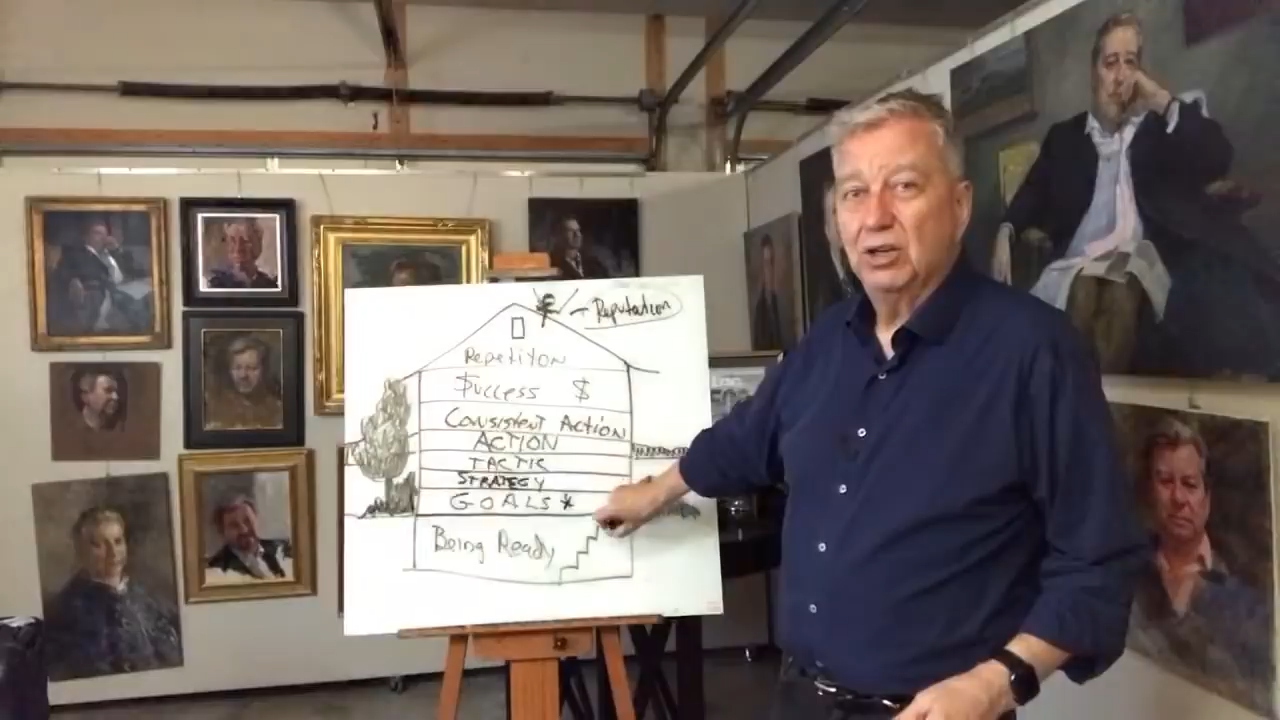 Reputation
Repetiton
$uccess $
Consistent Action
ACTION
TACTIC
STRATEGY
GOALS *
Being Ready